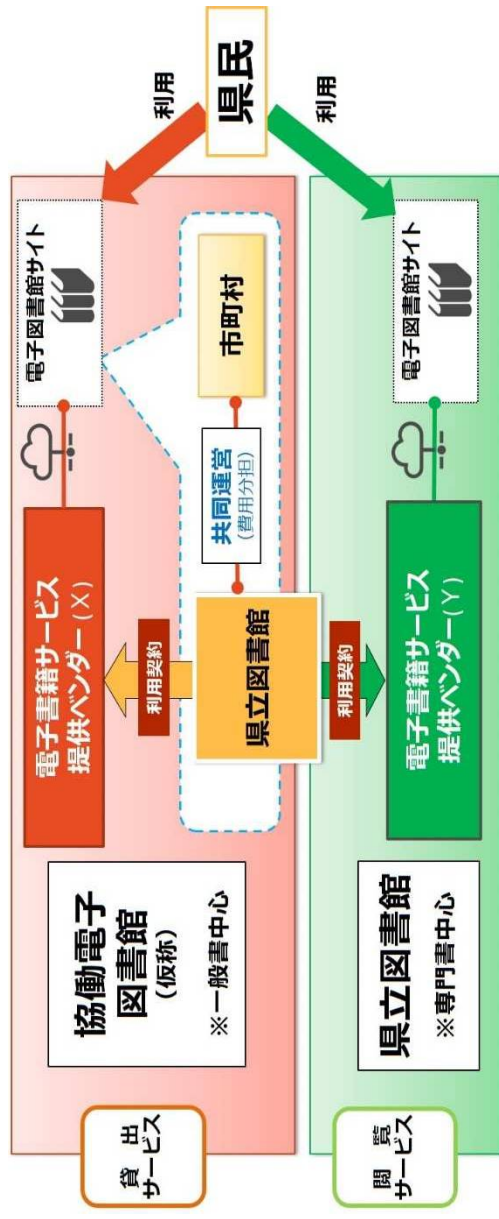 貸出
サービス
協働電子
図書館
(仮称)
※一般書中心
電子書籍サービス
提供ベンダー(X)
電子図書館サイト
利用契約
県立図書館
共同運営
(費用分担)
市町村
利用
県民
利用
閲覧
サービス
県立図書館
※専門書中心
利用契約
電子書籍サービス
提供ベンダー(Y)
電子図書館サイト